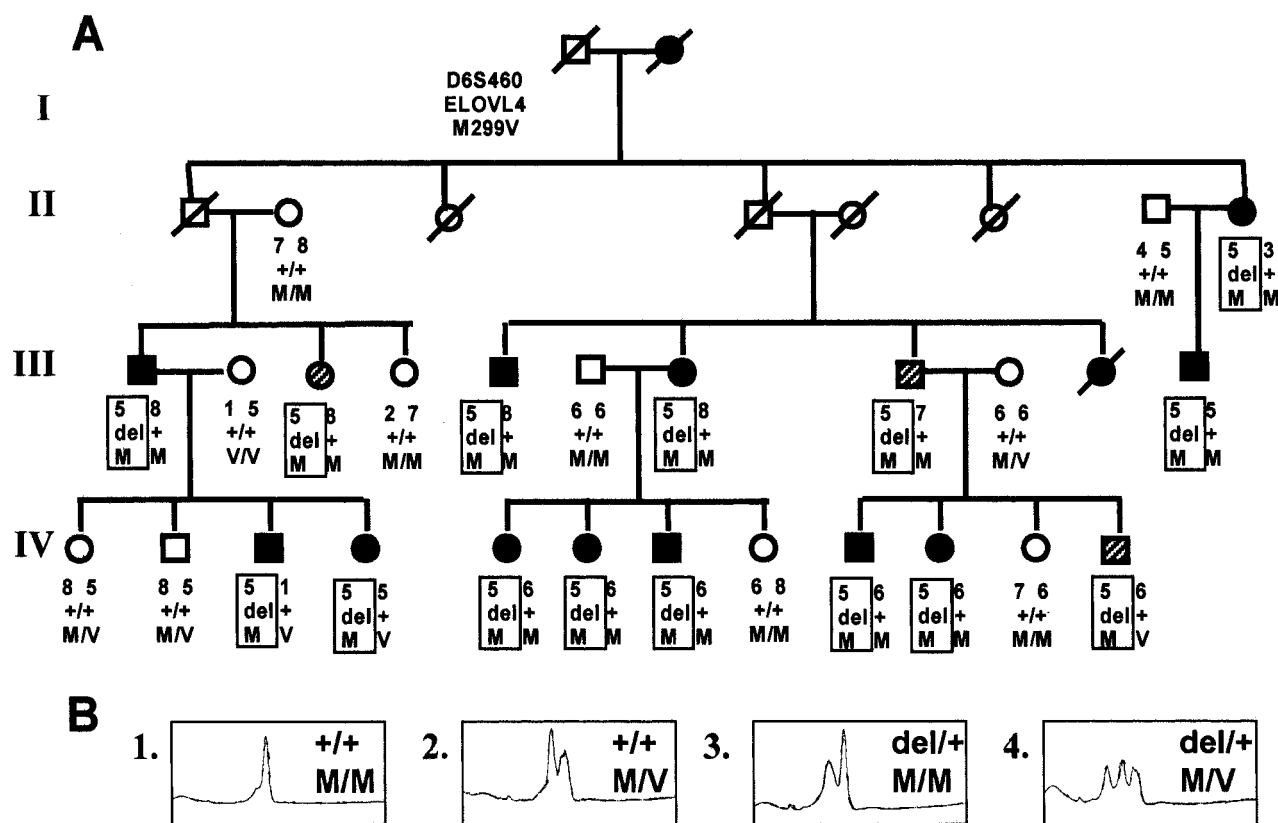 A
D6S460
ELOVL4
M299V
I
II
7 8 4 5 5 3
+/+ +/+ del +
M/M M/M M M
III
5 8 1 5 5 8 2 7 5 8 6 6 5 8 5 7 6 6 5 5
del + +/+ del + +/+ del + +/+ del + del + +/+ del +
M M V/V M M M/M M M M/M M M M M M/V M M
IV
8 5 8 5 5 1 5 5 5 6 5 6 5 6 6 8 5 6 5 6 7 6 5 6
+/+ +/+ del + del + del + del + del + +/+ del + del + +/+ del +
M/V M/V M V M V M M M M M M M/M M M M M M/M M V
B
1. +/+ 2. +/+ 3. del/+ 4. del/+
M/M M/V M/M M/V